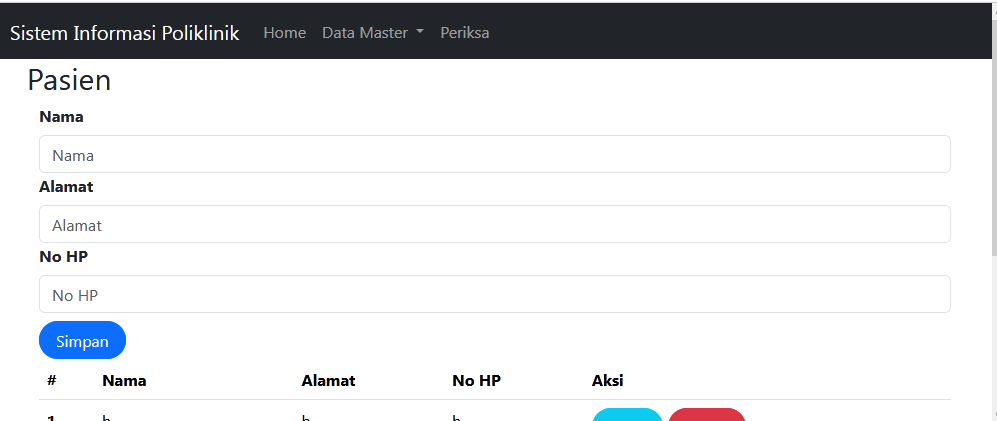 Sistem Informasi Poliklinik Home Data Master Periksa
Pasien
Nama
Nama
Alamat
Alamat
No HP
No HP
Simpan
# Nama Alamat No HP Aksi
1